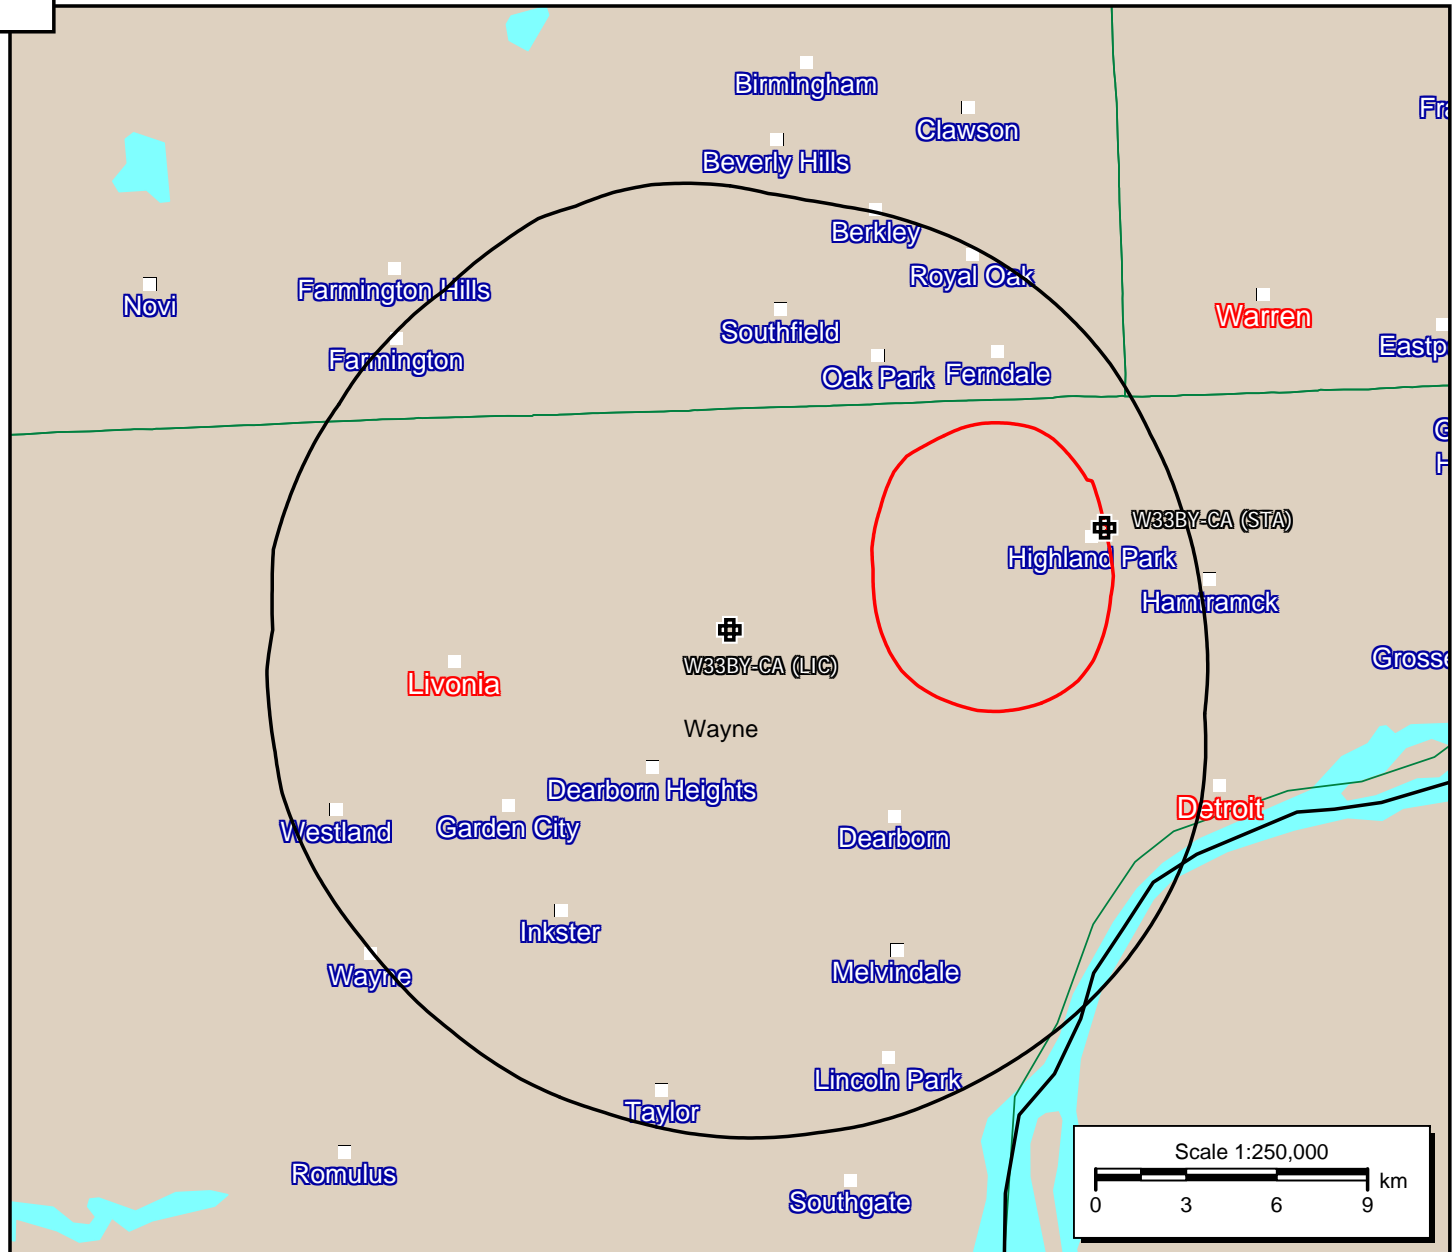 Birmingham
Clawson
Beverly Hills
Berkley
Royal Oak
Farmington Hills
Novi
Warren
Southfield
Farmington
Oak Park
Ferndale
W33BY-CA (STA)
Highland Park
Hamtramck
W33BY-CA (LIC)
Livonia
Wayne
Dearborn Heights
Detroit
Westland
Garden City
Dearborn
Inkster
Wayne
Melvindale
Lincoln Park
Taylor
Romulus
Southgate
Scale 1:250,000
km
0 3 6 9